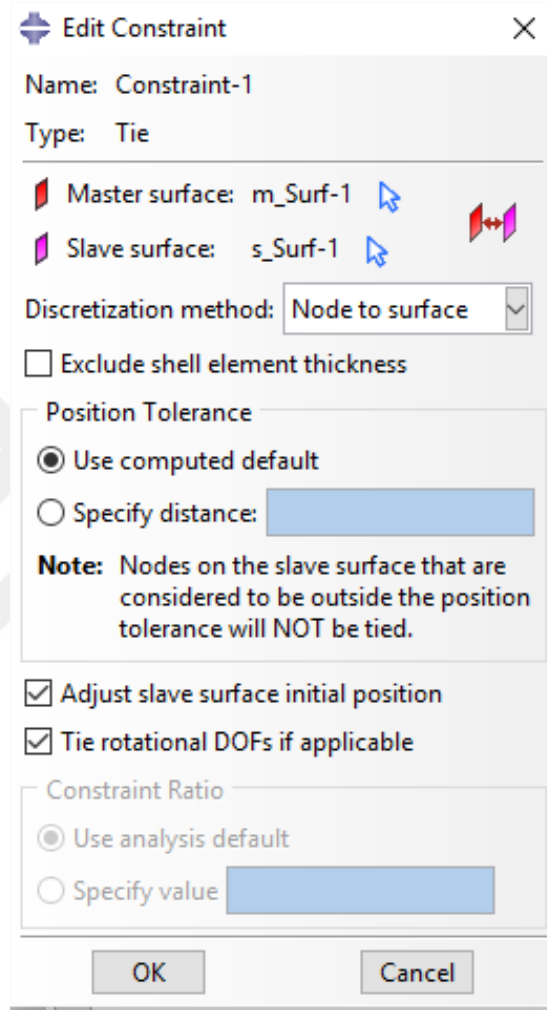 Edit Constraint
Name: Constraint-1
Type: Tie
Master surface: m_Surf-1
Slave surface: s_Surf-1
Discretization method: Node to surface
Exclude shell element thickness
Position Tolerance
Use computed default
Specify distance:
Note: Nodes on the slave surface that are
considered to be outside the position
tolerance will NOT be tied.
Adjust slave surface initial position
Tie rotational DOFs if applicable
Constraint Ratio
Use analysis default
Specify value
OK Cancel